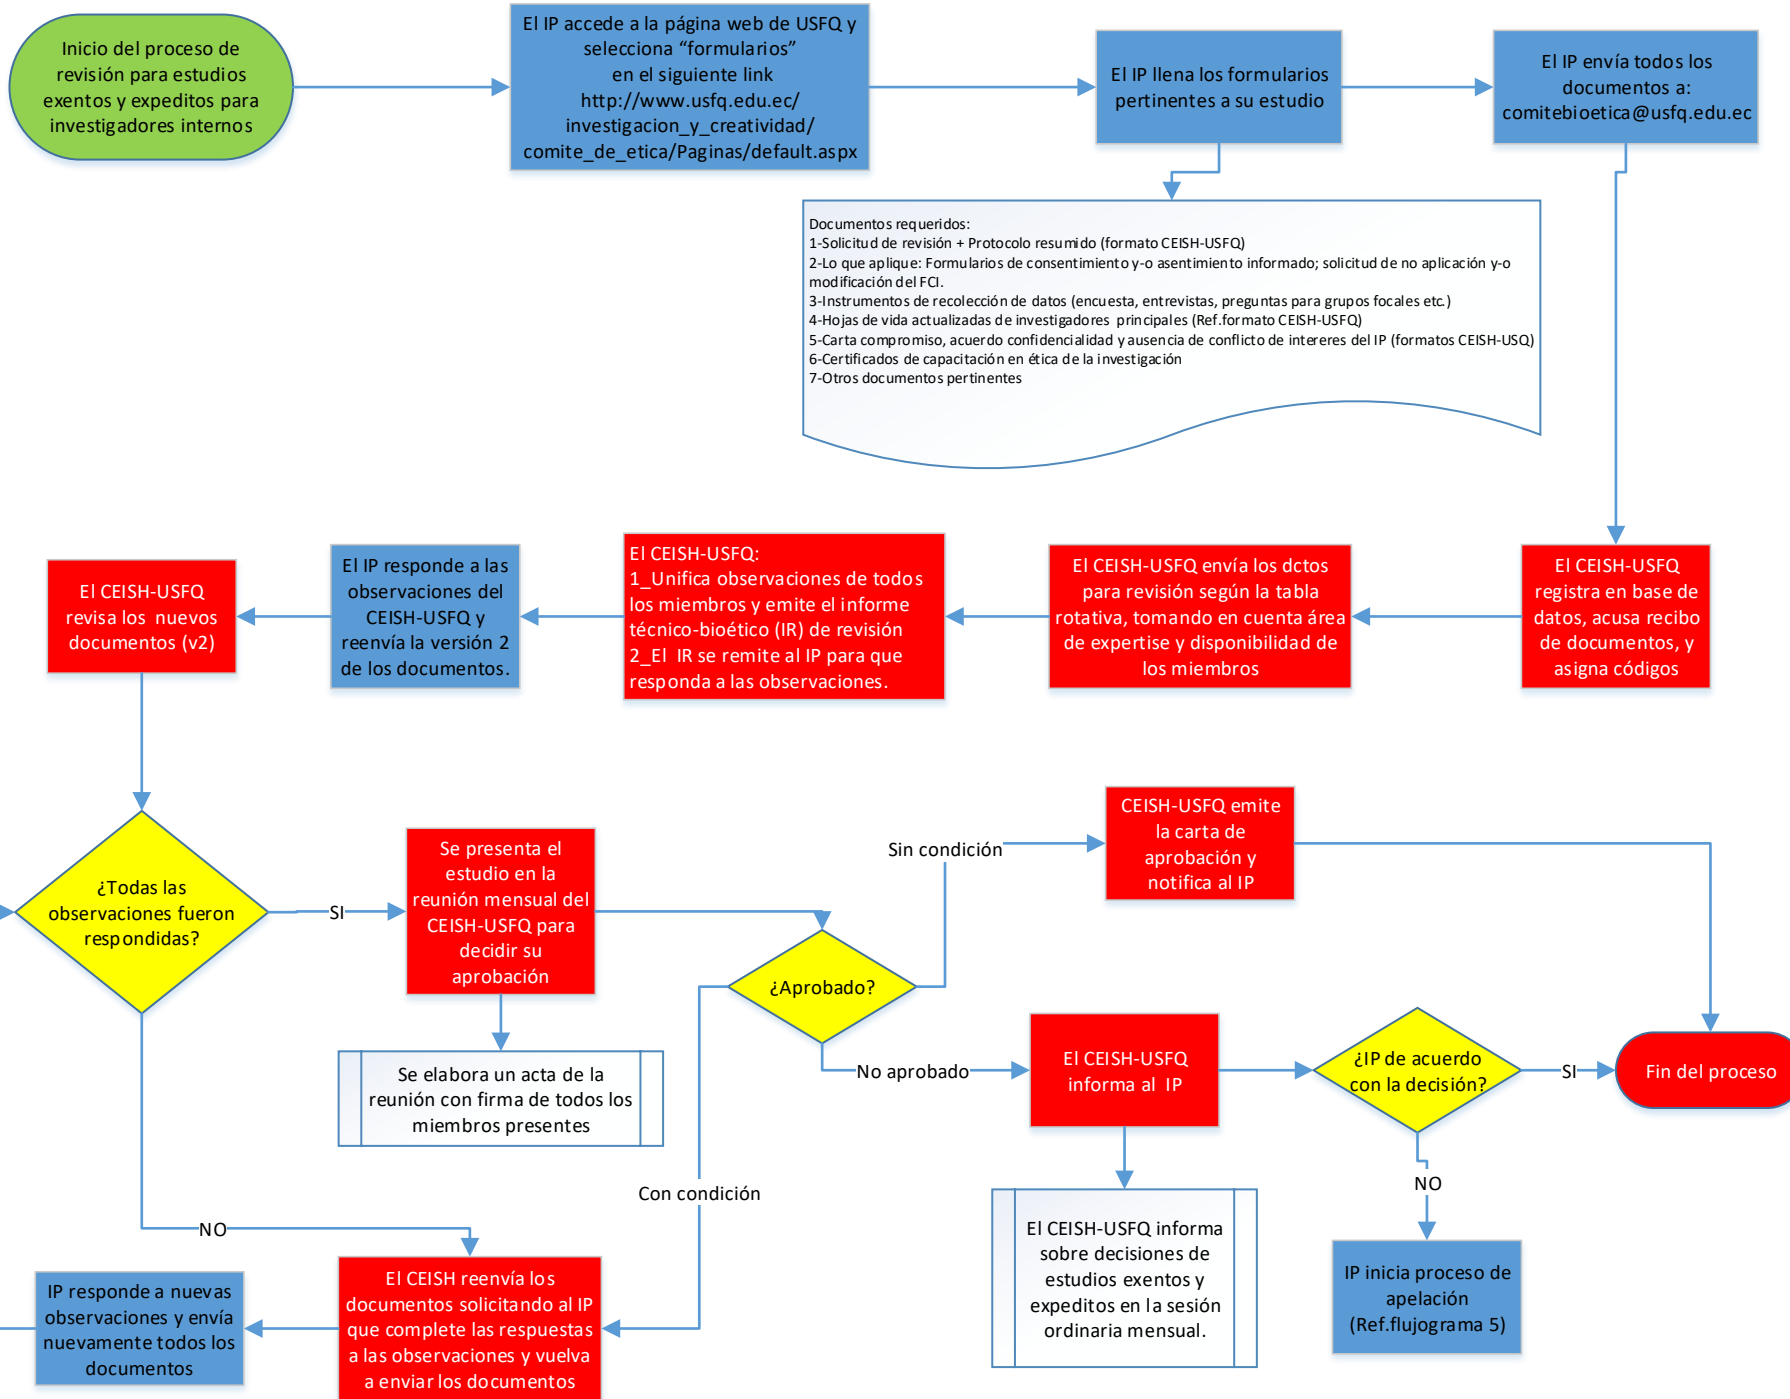 Inicio del proceso de
revisión para estudios
exentos y expeditos para
investigadores internos
El IP accede a la página web de USFQ y
selecciona “formularios”
en el siguiente link
http://www.usfq.edu.ec/
investigacion_y_creatividad/
comite_de_etica/Paginas/default.aspx
El IP llena los formularios
pertinentes a su estudio
El IP envía todos los
documentos a:
comitebioetica@usfq.edu.ec
Documentos requeridos:
1-Solicitud de revisión + Protocolo resumido (formato CEISH-USFQ)
2-Lo que aplique: Formularios de consentimiento y-o asentimiento informado; solicitud de no aplicación y-o
modificación del FCI.
3-Instrumentos de recolección de datos (encuesta, entrevistas, preguntas para grupos focales etc.)
4-Hojas de vida actualizadas de investigadores principales (Ref.formato CEISH-USFQ)
5-Carta compromiso, acuerdo confidencialidad y ausencia de conflicto de intereres del IP (formatos CEISH-USQ)
6-Certificados de capacitación en ética de la investigación
7-Otros documentos pertinentes
El CEISH-USFQ
revisa los nuevos
documentos (v2)
El IP responde a las
observaciones del
CEISH-USFQ y
reenvía la versión 2
de los documentos.
El CEISH-USFQ:
1_Unifica observaciones de todos
los miembros y emite el informe
técnico-bioético (IR) de revisión
2_El IR se remite al IP para que
responda a las observaciones.
El CEISH-USFQ envía los dctos
para revisión según la tabla
rotativa, tomando en cuenta área
de expertise y disponibilidad de
los miembros
El CEISH-USFQ
registra en base de
datos, acusa recibo
de documentos, y
asigna códigos
¿Todas las
observaciones fueron
respondidas?
SI
Se presenta el
estudio en la
reunión mensual del
CEISH-USFQ para
decidir su
aprobación
Sin condición
CEISH-USFQ emite
la carta de
aprobación y
notifica al IP
¿Aprobado?
Se elabora un acta de la
reunión con firma de todos los
miembros presentes
No aprobado
El CEISH-USFQ
informa al IP
¿IP de acuerdo
con la decisión?
SI
Fin del proceso
Con condición
NO
NO
El CEISH-USFQ informa
sobre decisiones de
estudios exentos y
expeditos en la sesión
ordinaria mensual.
IP inicia proceso de
apelación
(Ref.flujograma 5)
IP responde a nuevas
observaciones y envía
nuevamente todos los
documentos
El CEISH reenvía los
documentos solicitando al IP
que complete las respuestas
a las observaciones y vuelva
a enviar los documentos